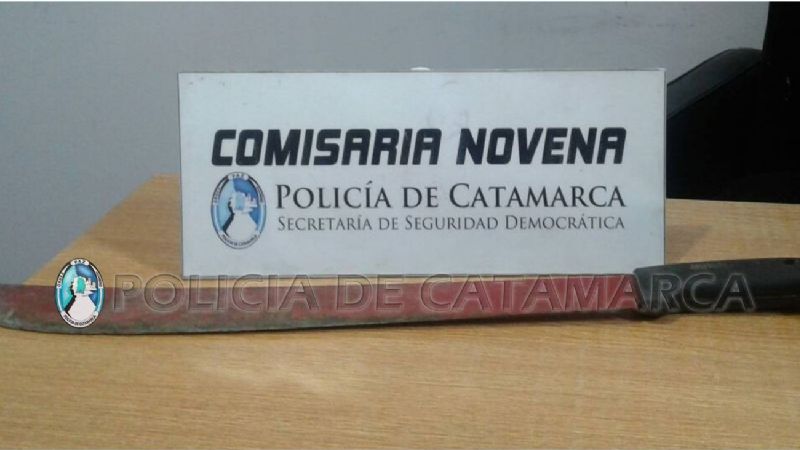 COMISARIA NOVENA
POLICÍA DE CATAMARCA
SECRETARÍA DE SEGURIDAD DEMOCRÁTICA
POLICIA DE CATAMARCA